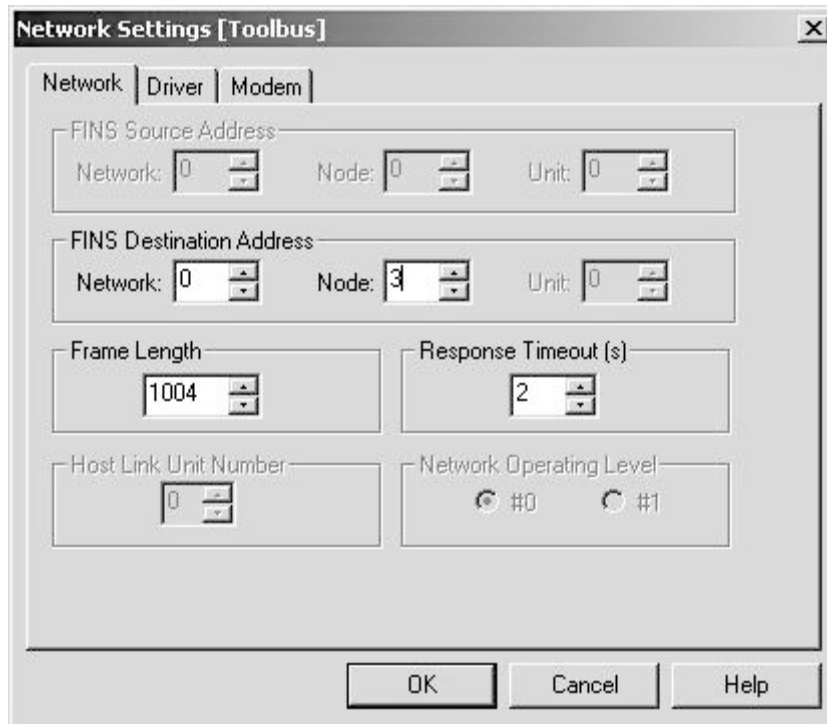 Network Settings [Toolbus]
Network Driver Modem
FINS Source Address
Network: 0 Node: 0 Unit: 0
FINS Destination Address
Network: 0 Node: 3 Unit: 0
Frame Length Response Timeout (s)
1004 2
Host Link Unit Number Network Operating Level
0 #0 #1
OK Cancel Help